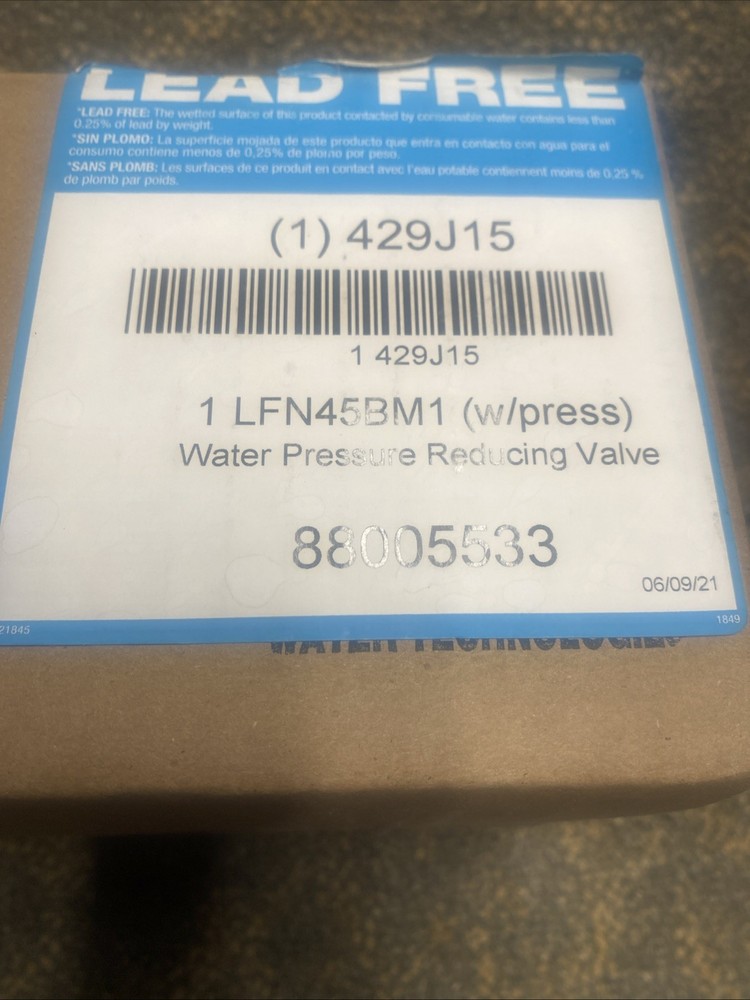 LEAD FREE
*LEAD FREE: The wetted surface of this product contacted by consumable water contains less than
0.25% of lead by weight.
*SIN PLOMO: La superficie mojada de este producto que entra en contacto con agua para el
consumo contiene menos de 0,25% de plomo por peso.
*SANS PLOMB: Les surfaces de ce produit en contact avec l'eau potable contiennent moins de 0,25 %
de plomb par poids.
(1) 429J15
1 429J15
1 LFN45BM1 (w/press)
Water Pressure Reducing Valve
88005533
06/09/21
21845
1849
WATER TECHNOLOGIES